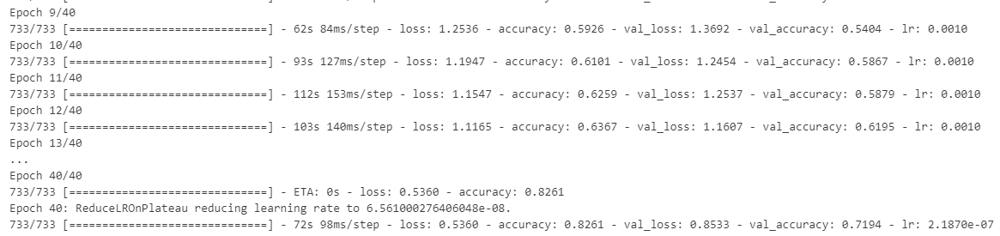 Epoch 9/40
733/733 [==============================] - 62s 84ms/step - loss: 1.2536 - accuracy: 0.5926 - val_loss: 1.3692 - val_accuracy: 0.5404 - lr: 0.0010
Epoch 10/40
733/733 [==============================] - 93s 127ms/step - loss: 1.1947 - accuracy: 0.6101 - val_loss: 1.2454 - val_accuracy: 0.5867 - lr: 0.0010
Epoch 11/40
733/733 [==============================] - 112s 153ms/step - loss: 1.1547 - accuracy: 0.6259 - val_loss: 1.2537 - val_accuracy: 0.5879 - lr: 0.0010
Epoch 12/40
733/733 [==============================] - 103s 140ms/step - loss: 1.1165 - accuracy: 0.6367 - val_loss: 1.1607 - val_accuracy: 0.6195 - lr: 0.0010
Epoch 13/40
...
Epoch 40/40
733/733 [==============================] - ETA: 0s - loss: 0.5360 - accuracy: 0.8261
Epoch 40: ReduceLROnPlateau reducing learning rate to 6.561000276406048e-08.
733/733 [==============================] - 72s 98ms/step - loss: 0.5360 - accuracy: 0.8261 - val_loss: 0.8533 - val_accuracy: 0.7194 - lr: 2.1870e-07